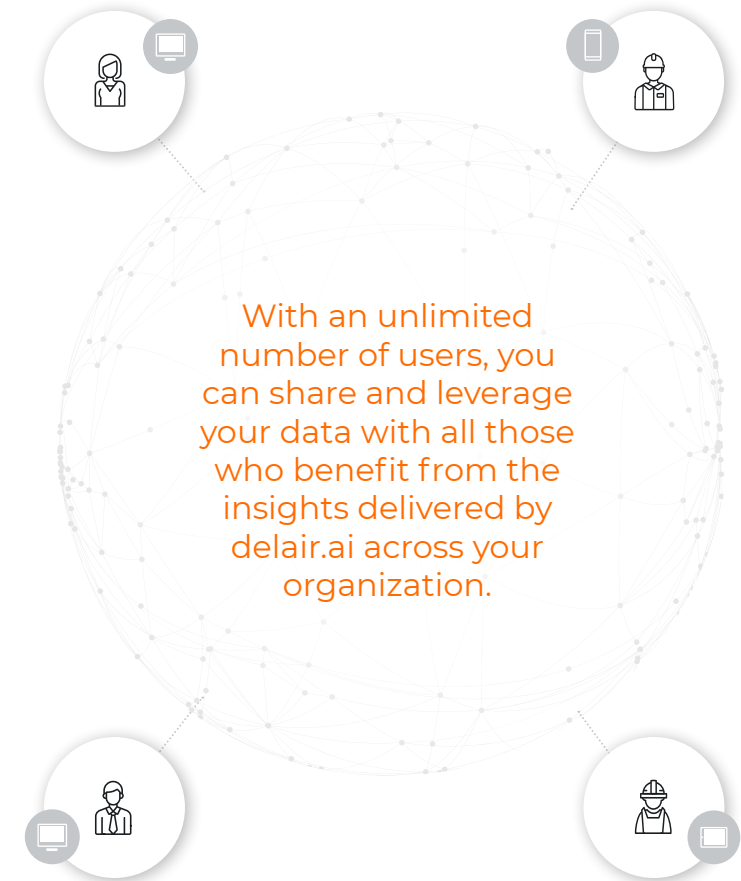 With an unlimited
number of users, you
can share and leverage
your data with all those
who benefit from the
insights delivered by
delair.ai across your
organization.